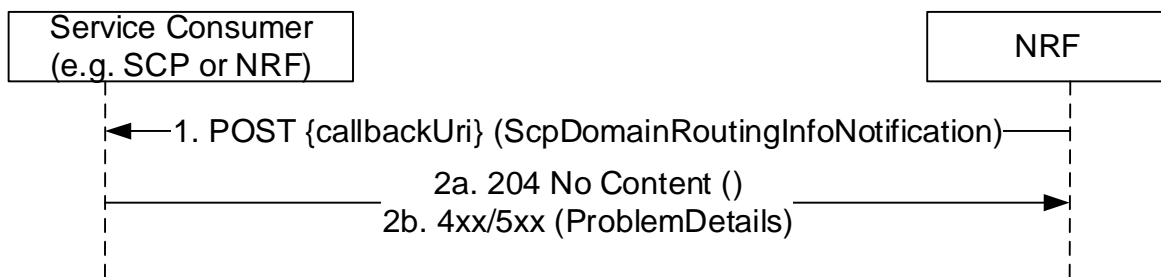 Service Consumer
(e.g. SCP or NRF)
NRF
1. POST {callbackUri} (ScpDomainRoutingInfoNotification)
2a. 204 No Content ()
2b. 4xx/5xx (ProblemDetails)